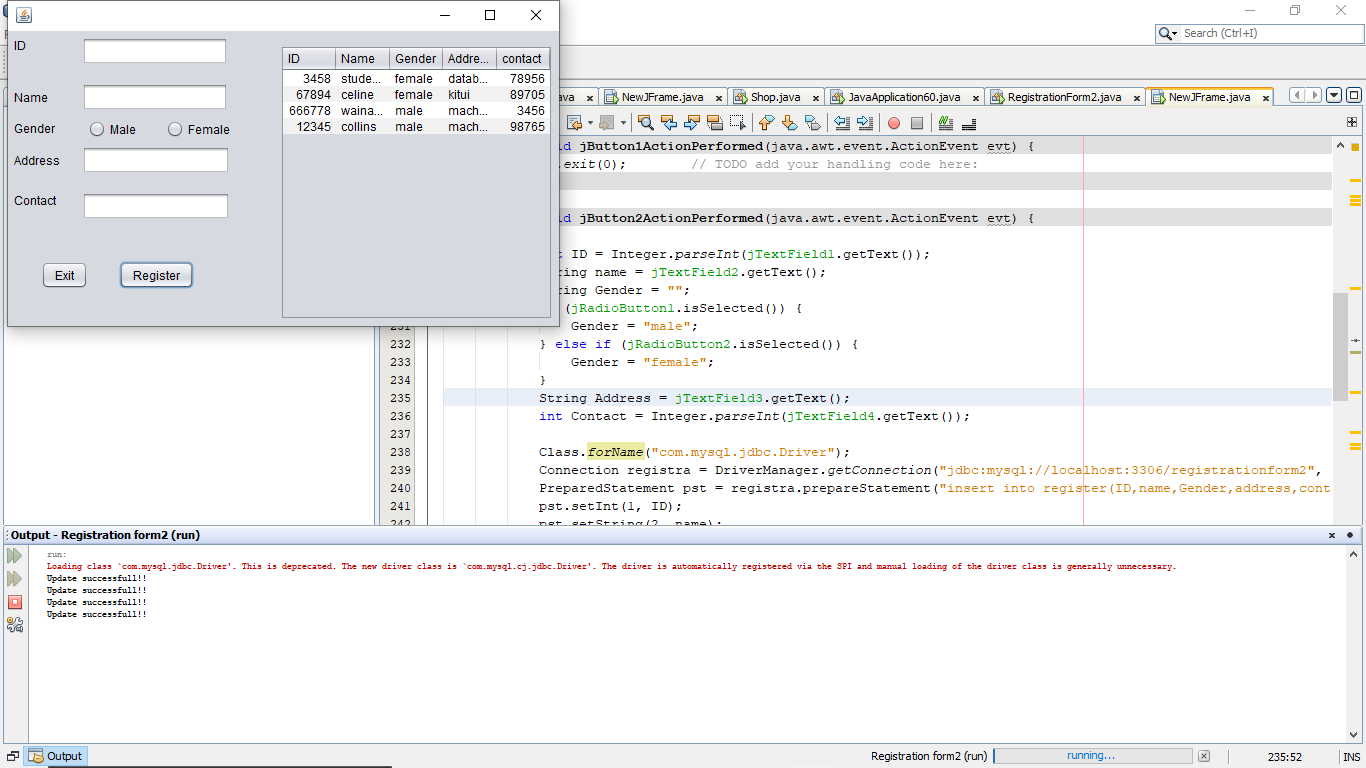 Search (Ctrl+I)
ID
Name
Gender
Male
Female
Address
Contact
Exit
Register
ID Name Gender Addre... contact
3458 stude... female datab... 78956
67894 celine female kitui 89705
666778 waina... male mach... 3456
12345 collins male mach... 98765
ava NewJFrame.java Shop.java JavaApplication60.java RegistrationForm2.java NewJFrame.java
id jButton1ActionPerformed(java.awt.event.ActionEvent evt) {
.exit(0); // TODO add your handling code here:
id jButton2ActionPerformed(java.awt.event.ActionEvent evt) {
t ID = Integer.parseInt(jTextField1.getText());
ring name = jTextField2.getText();
ring Gender = "";
(jRadioButton1.isSelected()) {
231 Gender = "male";
232 } else if (jRadioButton2.isSelected()) {
233 Gender = "female";
234 }
235 String Address = jTextField3.getText();
236 int Contact = Integer.parseInt(jTextField4.getText());
237
238 Class.forName("com.mysql.jdbc.Driver");
239 Connection registra = DriverManager.getConnection("jdbc:mysql://localhost:3306/registrationform2",
240 PreparedStatement pst = registra.prepareStatement("insert into register(ID,name,Gender,address,cont
241 pst.setInt(1, ID);
242 pst.setString(2, name);
Output - Registration form2 (run)
run:
Loading class `com.mysql.jdbc.Driver'. This is deprecated. The new driver class is `com.mysql.cj.jdbc.Driver'. The driver is automatically registered via the SPI and manual loading of the driver class is generally unnecessary.
Update successfull!!
Update successfull!!
Update successfull!!
Update successfull!!
Output
Registration form2 (run) running... 235:52 INS